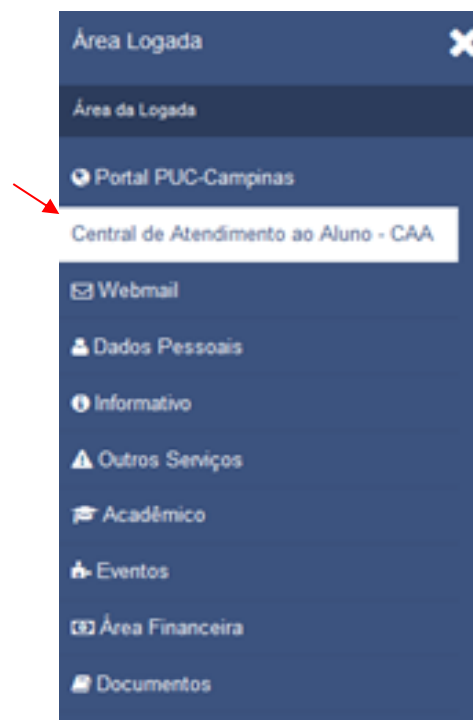 Área Logada
Área da Logada
Portal PUC-Campinas
Central de Atendimento ao Aluno - CAA
Webmail
Dados Pessoais
Informativo
Outros Serviços
Acadêmico
Eventos
Área Financeira
Documentos